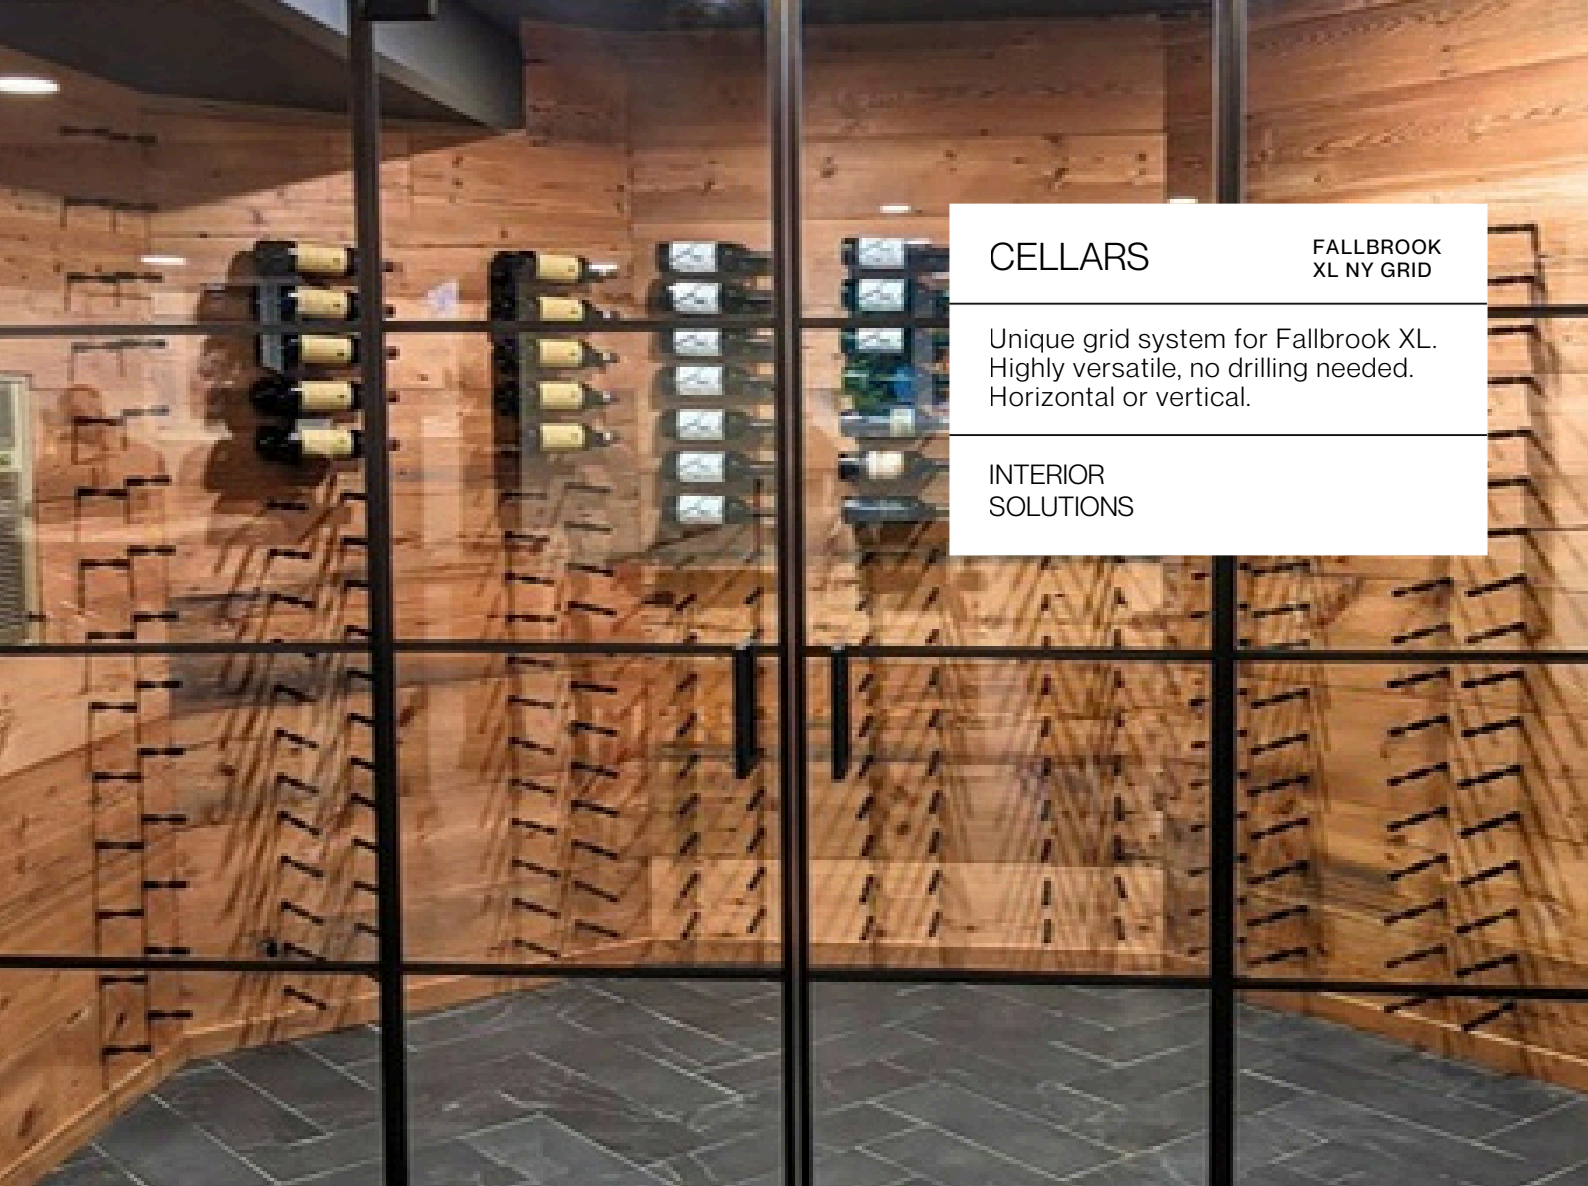 CELLARS
FALLBROOK
XL NY GRID
Unique grid system for Fallbrook XL.
Highly versatile, no drilling needed.
Horizontal or vertical.
INTERIOR
SOLUTIONS